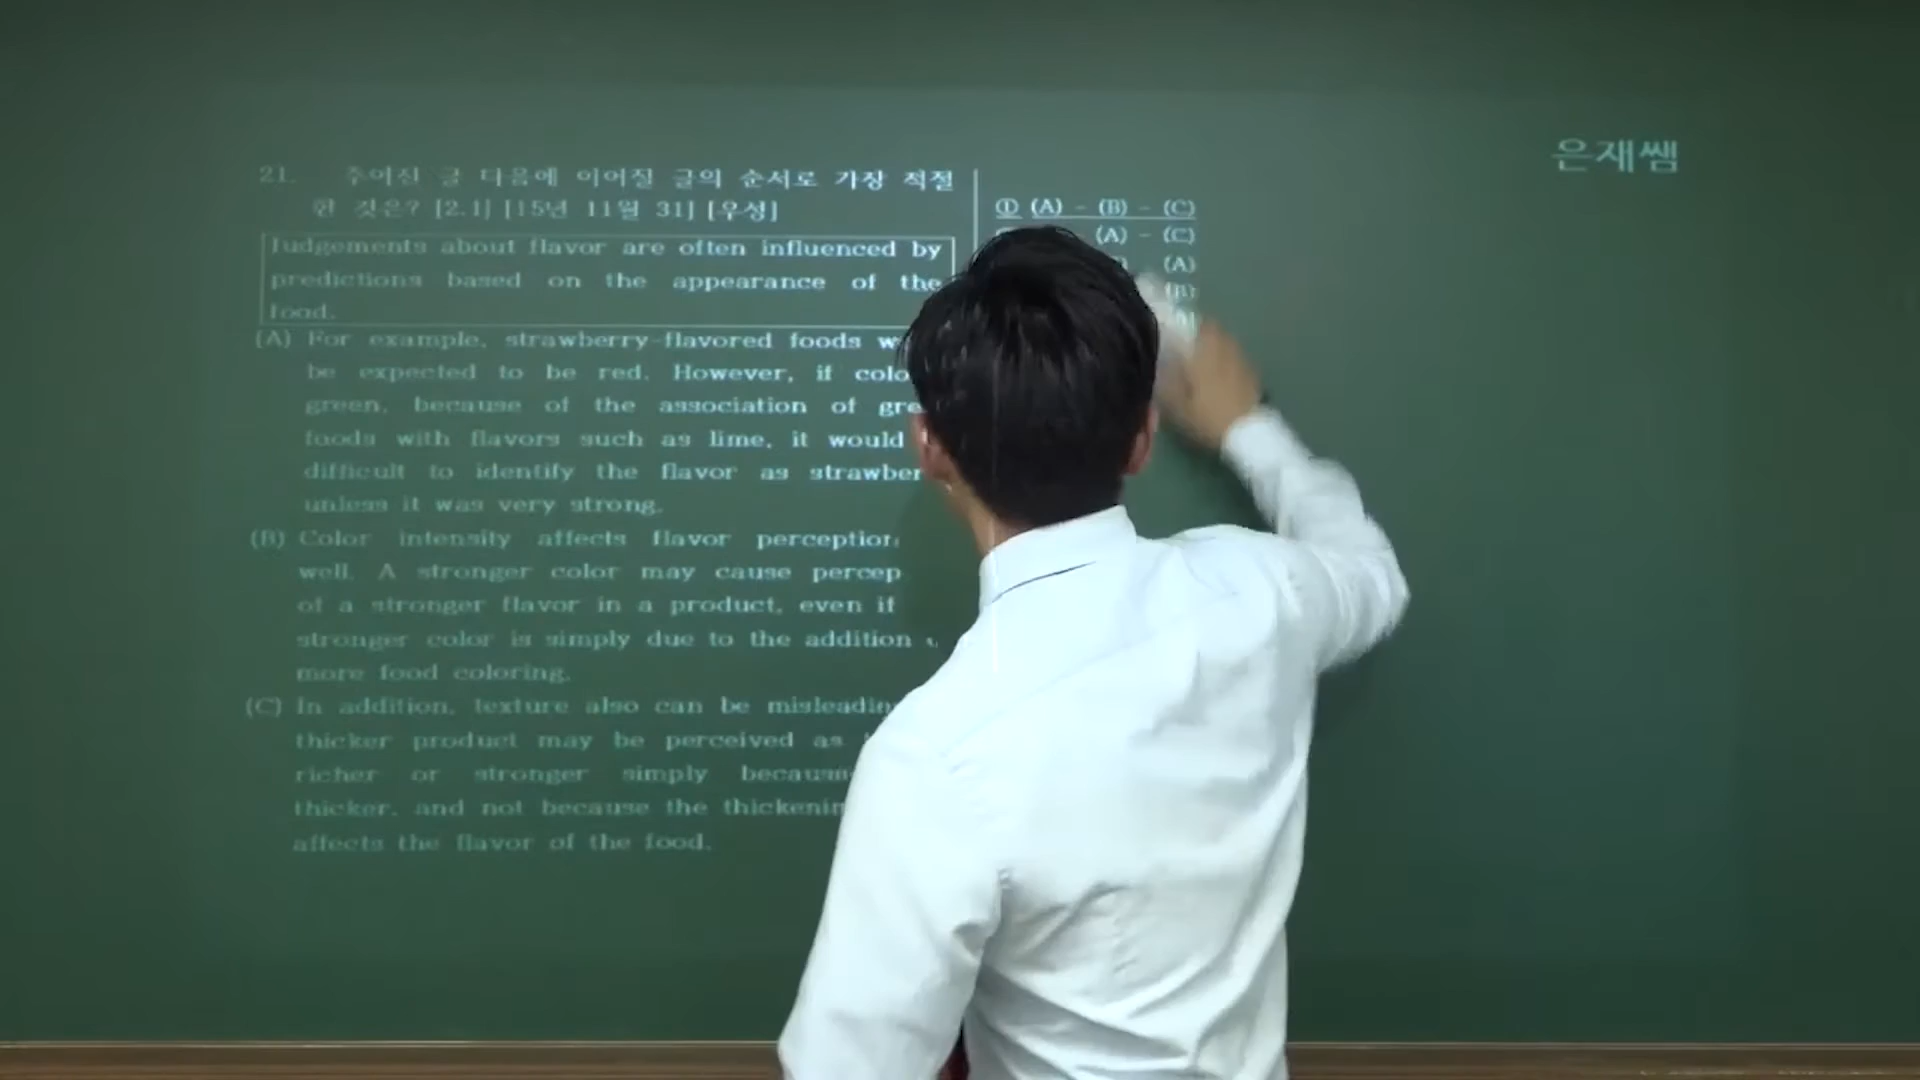 21. 주어진 글 다음에 이어질 글의 순서로 가장 적절
한 것은? [2.1] [15년 11월 31] [우성]
Judgements about flavor are often influenced by
predictions based on the appearance of the
food.
(A) For example, strawberry-flavored foods
be expected to be red. However, if
green, because of the association of
foods with flavors such as lime, it would
difficult to identify the flavor as
unless it was very strong.
(B) Color intensity affects flavor
well. A stronger color may cause
of a stronger flavor in a product, even if
stronger color is simply due to the addition
more food coloring.
(C) In addition, texture also can be
thicker product may be perceived as
richer or stronger simply
thicker, and not because the
affects the flavor of the food.
① (A) - (B) - (C)
(A) - (C)
(A)
(B)
은재쌤